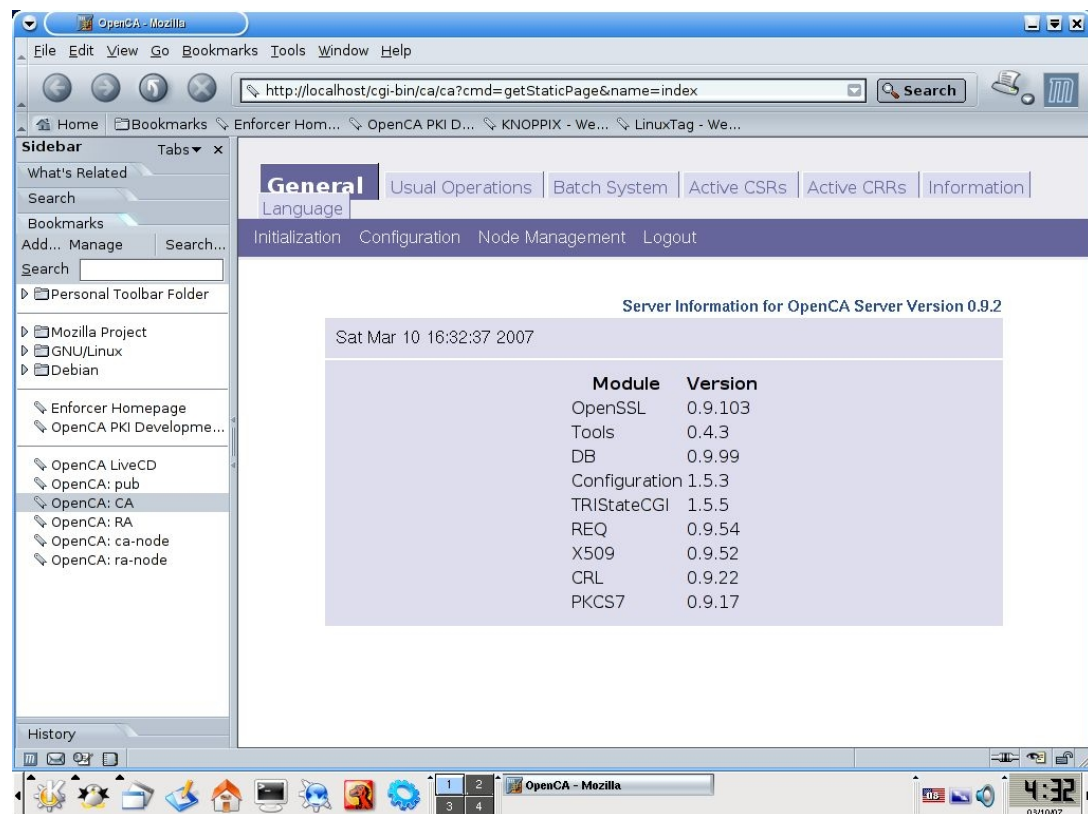 OpenCA - Mozilla
File Edit View Go Bookmarks Tools Window Help
http://localhost/cgi-bin/ca/ca?cmd=getStaticPage&name=index Search
Home Bookmarks Enforcer Hom... OpenCA PKI D... KNOPPIX - We... LinuxTag - We...
Sidebar Tabs
What's Related
Search
Bookmarks
Add... Manage Search...
Search
Personal Toolbar Folder
Mozilla Project
GNU/Linux
Debian
Enforcer Homepage
OpenCA PKI Developme...
OpenCA LiveCD
OpenCA: pub
OpenCA: CA
OpenCA: RA
OpenCA: ca-node
OpenCA: ra-node
History
General Usual Operations Batch System Active CSRs Active CRRs Information
Language
Initialization Configuration Node Management Logout
Server Information for OpenCA Server Version 0.9.2
Sat Mar 10 16:32:37 2007
Module Version
OpenSSL 0.9.103
Tools 0.4.3
DB 0.9.99
Configuration 1.5.3
TRIStateCGI 1.5.5
REQ 0.9.54
X509 0.9.52
CRL 0.9.22
PKCS7 0.9.17
1 2 OpenCA - Mozilla US 4:32
3 4 03/10/07